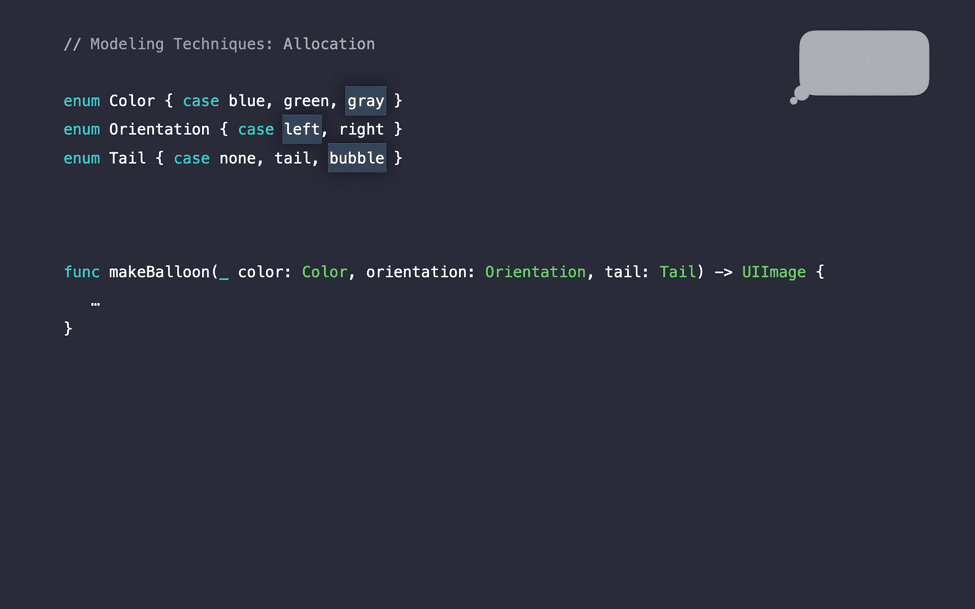 // Modeling Techniques: Allocation
enum Color { case blue, green, gray }
enum Orientation { case left, right }
enum Tail { case none, tail, bubble }
func makeBalloon(_ color: Color, orientation: Orientation, tail: Tail) -> UIImage {
…
}